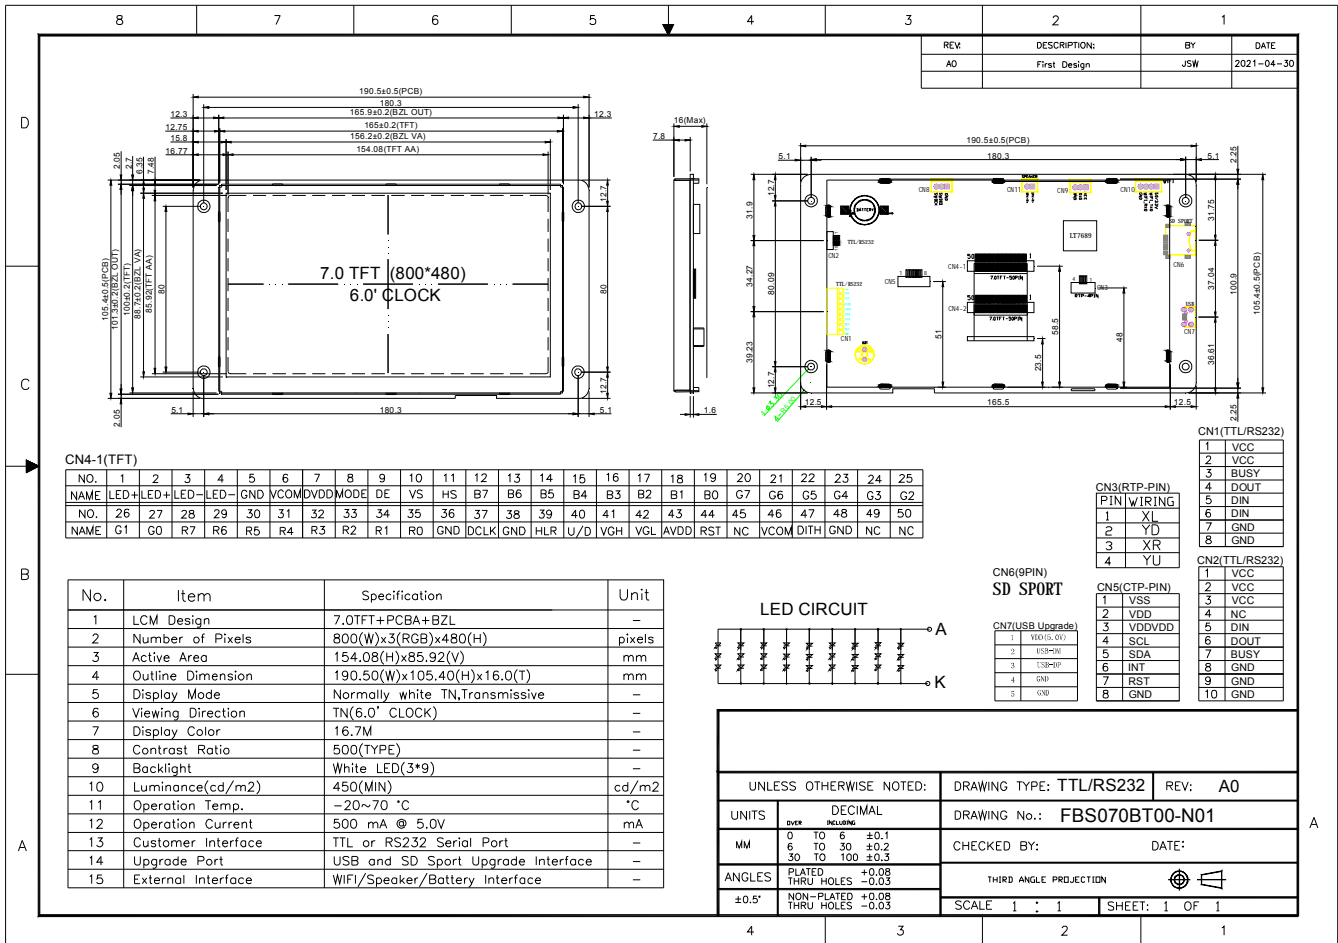 8 7 6 5 4 3 2 1
REV: DESCRIPTION: BY DATE
A0 First Design JSW 2021-04-30
D
C
B
A
A
190.5±0.5(PCB)
180.3
12.3 165.9±0.2(BZL OUT) 12.3
12.75 165±0.2(TFT)
15.8 156.2±0.2(BZL VA)
16.77 154.08(TFT AA)
2.05 2.7 6.35 7.48
12.7
105.4±0.5(PCB)
101.3±0.2(BZL OUT)
100±0.2(TFT)
88.7±0.2(BZL VA)
85.92(TFT AA)
80
80
7.0 TFT (800*480)
6.0' CLOCK
12.7
2.05
5.1 180.3 5.1
16(Max)
7.8
1.6
190.5±0.5(PCB)
5.1 180.3 5.1
2.25
12.7
31.9
34.27
80.09
39.23
12.7
CN8 CN11 CN9 CN10
SPEAKER
BATTERY
TTL/RS232
CN2
LT7689
SD SPORT
CN6
31.75
37.04
100.9
105.4±0.5(PCB)
36.61
50 1
CN4-1
7.0TFT-50PIN
CN5
1 8
4 1
CN3
RTP-4PIN
TTL/RS232
CN1
50 1
CN4-2
7.0TFT-50PIN
USB
CN7
51 58.5 48
23.5
12.5 165.5 12.5
2.25
CN4-1(TFT)
NO. 1 2 3 4 5 6 7 8 9 10 11 12 13 14 15 16 17 18 19 20 21 22 23 24 25
NAME LED+ LED+ LED- LED- GND VCOM DVDD MODE DE VS HS B7 B6 B5 B4 B3 B2 B1 B0 G7 G6 G5 G4 G3 G2
NO. 26 27 28 29 30 31 32 33 34 35 36 37 38 39 40 41 42 43 44 45 46 47 48 49 50
NAME G1 G0 R7 R6 R5 R4 R3 R2 R1 R0 GND DCLK GND HLR U/D VGH VGL AVDD RST NC VCOM DITH GND NC NC
CN1(TTL/RS232)
1 VCC
2 VCC
3 BUSY
4 DOUT
5 DIN
6 DIN
7 GND
8 GND
CN3(RTP-PIN)
PIN WIRING
1 XL
2 YD
3 XR
4 YU
CN2(TTL/RS232)
1 VCC
2 VCC
3 VCC
4 NC
5 DIN
6 DOUT
7 BUSY
8 GND
9 GND
10 GND
CN6(9PIN)
SD SPORT
CN5(CTP-PIN)
1 VSS
2 VDD
3 VDDVDD
4 SCL
5 SDA
6 INT
7 RST
8 GND
CN7(USB Upgrade)
1 VDD(5.0V)
2 USB-DM
3 USB-DP
4 GND
5 GND
LED CIRCUIT
A
K
No. Item Specification Unit
1 LCM Design 7.0TFT+PCBA+BZL –
2 Number of Pixels 800(W)x3(RGB)x480(H) pixels
3 Active Area 154.08(H)x85.92(V) mm
4 Outline Dimension 190.50(W)x105.40(H)x16.0(T) mm
5 Display Mode Normally white TN,Transmissive –
6 Viewing Direction TN(6.0' CLOCK) –
7 Display Color 16.7M –
8 Contrast Ratio 500(TYPE) –
9 Backlight White LED(3*9) –
10 Luminance(cd/m2) 450(MIN) cd/m2
11 Operation Temp. -20~70 °C °C
12 Operation Current 500 mA @ 5.0V mA
13 Customer Interface TTL or RS232 Serial Port –
14 Upgrade Port USB and SD Sport Upgrade Interface –
15 External Interface WIFI/Speaker/Battery Interface –
UNLESS OTHERWISE NOTED: DRAWING TYPE: TTL/RS232 REV: A0
UNITS DECIMAL
OVER INCLUDING
DRAWING No.: FBS070BT00-N01
MM
0 TO 6 ±0.1
6 TO 30 ±0.2
30 TO 100 ±0.3
CHECKED BY: DATE:
ANGLES PLATED +0.08
THRU HOLES -0.03
THIRD ANGLE PROJECTION
±0.5° NON-PLATED +0.08
THRU HOLES -0.03
SCALE 1 : 1 SHEET: 1 OF 1
4 3 2 1